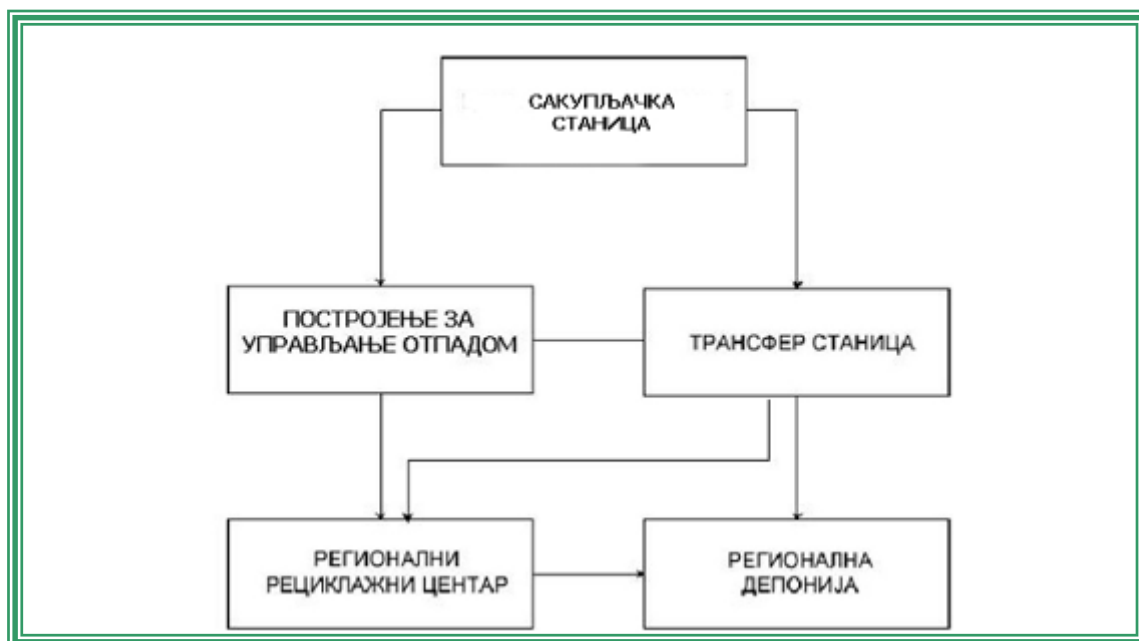 САКУПЉАЧКА
СТАНИЦА
ПОСТРОЈЕЊЕ ЗА
УПРАВЉАЊЕ ОТПАДОМ
ТРАНСФЕР СТАНИЦА
РЕГИОНАЛНИ
РЕЦИКЛАЖНИ ЦЕНТАР
РЕГИОНАЛНА
ДЕПОНИЈА